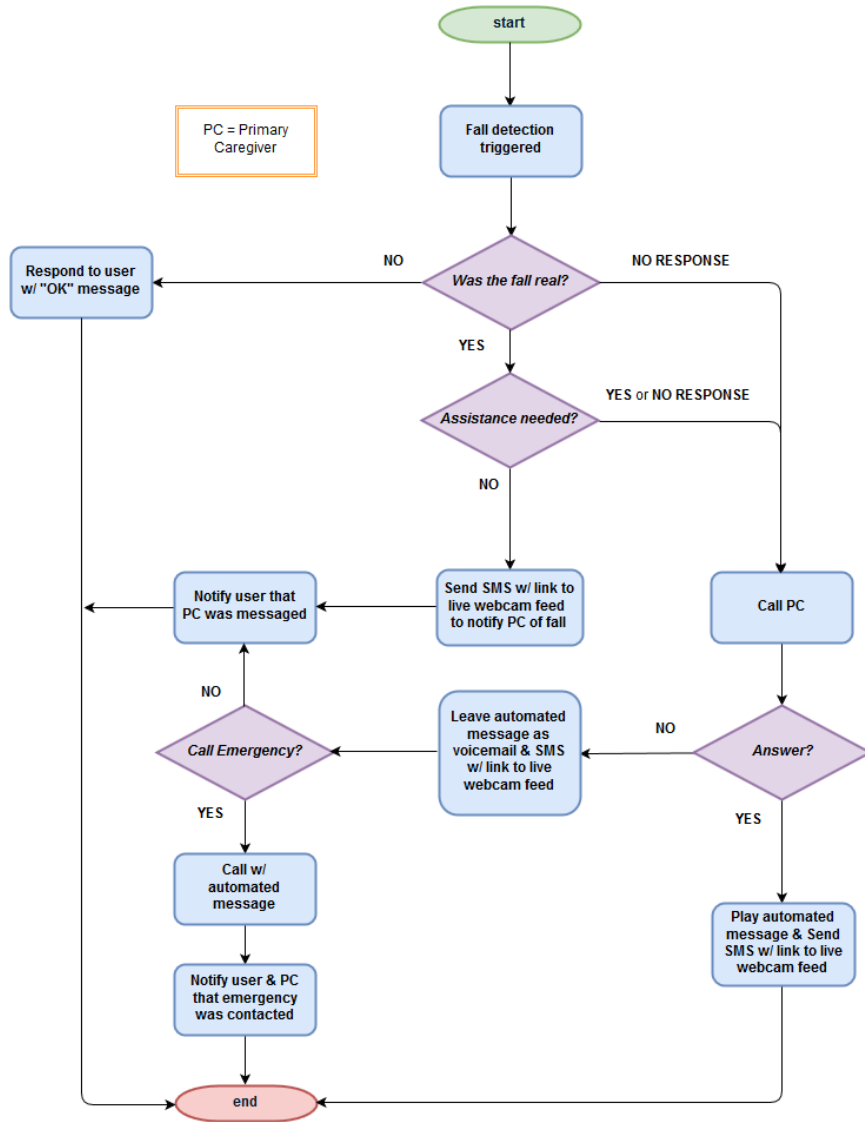 start
PC = Primary
Caregiver
Fall detection
triggered
Respond to user
w/ "OK" message
NO
Was the fall real?
NO RESPONSE
YES
Assistance needed?
YES or NO RESPONSE
NO
Notify user that
PC was messaged
Send SMS w/ link to
live webcam feed
to notify PC of fall
Call PC
NO
Call Emergency?
Leave automated
message as
voicemail & SMS
w/ link to live
webcam feed
NO
Answer?
YES
YES
Call w/
automated
message
Play automated
message & Send
SMS w/ link to live
webcam feed
Notify user & PC
that emergency
was contacted
end